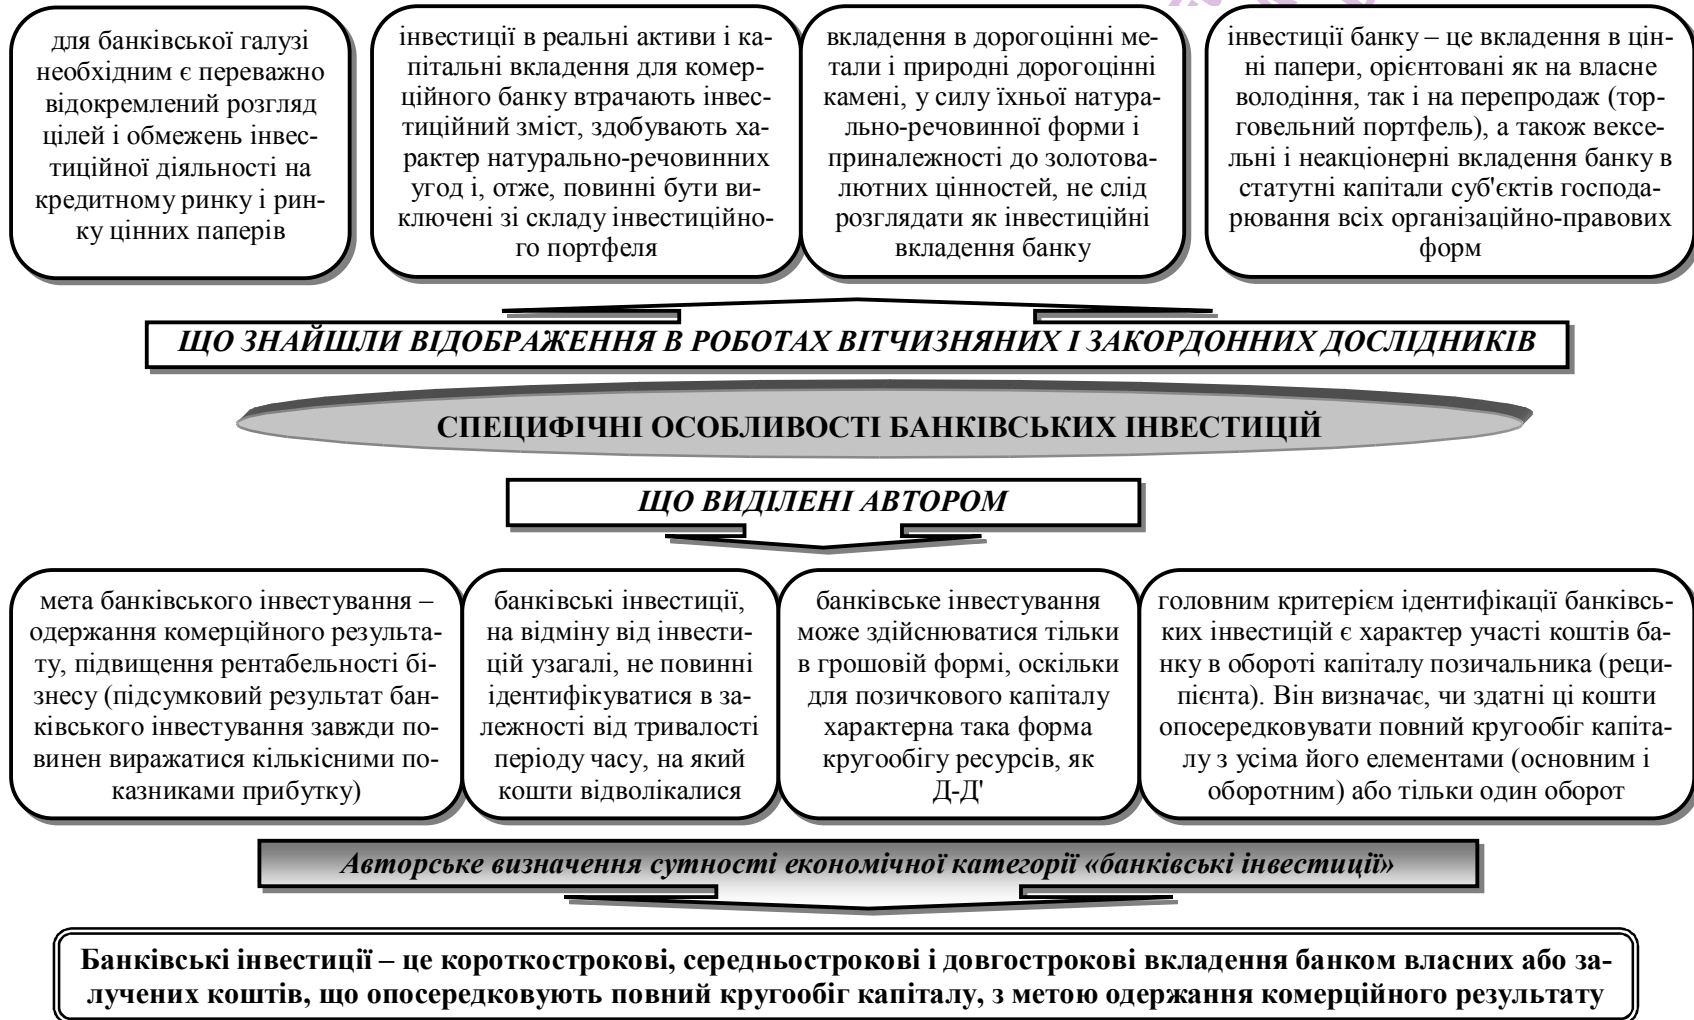 для банківської галузі
необхідним є переважно
відокремлений розгляд
цілей і обмежень інвес-
тиційної діяльності на
кредитному ринку і рин-
ку цінних паперів
інвестиції в реальні активи і ка-
пітальні вкладення для комер-
ційного банку втрачають інвес-
тиційний зміст, здобувають ха-
рактер натурально-речовинних
угод і, отже, повинні бути ви-
ключені зі складу інвестиційно-
го портфеля
вкладення в дорогоцінні ме-
тали і природні дорогоцінні
камені, у силу їхньої натура-
льно-речовинної форми і
приналежності до золотова-
лютних цінностей, не слід
розглядати як інвестиційні
вкладення банку
інвестиції банку – це вкладення в цін-
ні папери, орієнтовані як на власне
володіння, так і на перепродаж (тор-
говельний портфель), а також вексе-
льні і неакціонерні вкладення банку в
статутні капітали суб'єктів господа-
рювання всіх організаційно-правових
форм
ЩО ЗНАЙШЛИ ВІДОБРАЖЕННЯ В РОБОТАХ ВІТЧИЗНЯНИХ І ЗАКОРДОННИХ ДОСЛІДНИКІВ
СПЕЦИФІЧНІ ОСОБЛИВОСТІ БАНКІВСЬКИХ ІНВЕСТИЦІЙ
ЩО ВИДІЛЕНІ АВТОРОМ
мета банківського інвестування –
одержання комерційного результа-
ту, підвищення рентабельності бі-
знесу (підсумковий результат бан-
ківського інвестування завжди по-
винен виражатися кількісними по-
казниками прибутку)
банківські інвестиції,
на відміну від інвести-
цій узагалі, не повинні
ідентифікуватися в за-
лежності від тривалості
періоду часу, на який
кошти відволікалися
банківське інвестування
може здійснюватися тільки
в грошовій формі, оскільки
для позичкового капіталу
характерна така форма
кругообігу ресурсів, як
Д-Д'
головним критерієм ідентифікації банківсь-
ких інвестицій є характер участі коштів ба-
нку в обороті капіталу позичальника (реци-
пієнта). Він визначає, чи здатні ці кошти
опосередковувати повний кругообіг капіта-
лу з усіма його елементами (основним і
оборотним) або тільки один оборот
Авторське визначення сутності економічної категорії «банківські інвестиції»
Банківські інвестиції – це короткострокові, середньострокові і довгострокові вкладення банком власних або за-
лучених коштів, що опосередковують повний кругообіг капіталу, з метою одержання комерційного результату